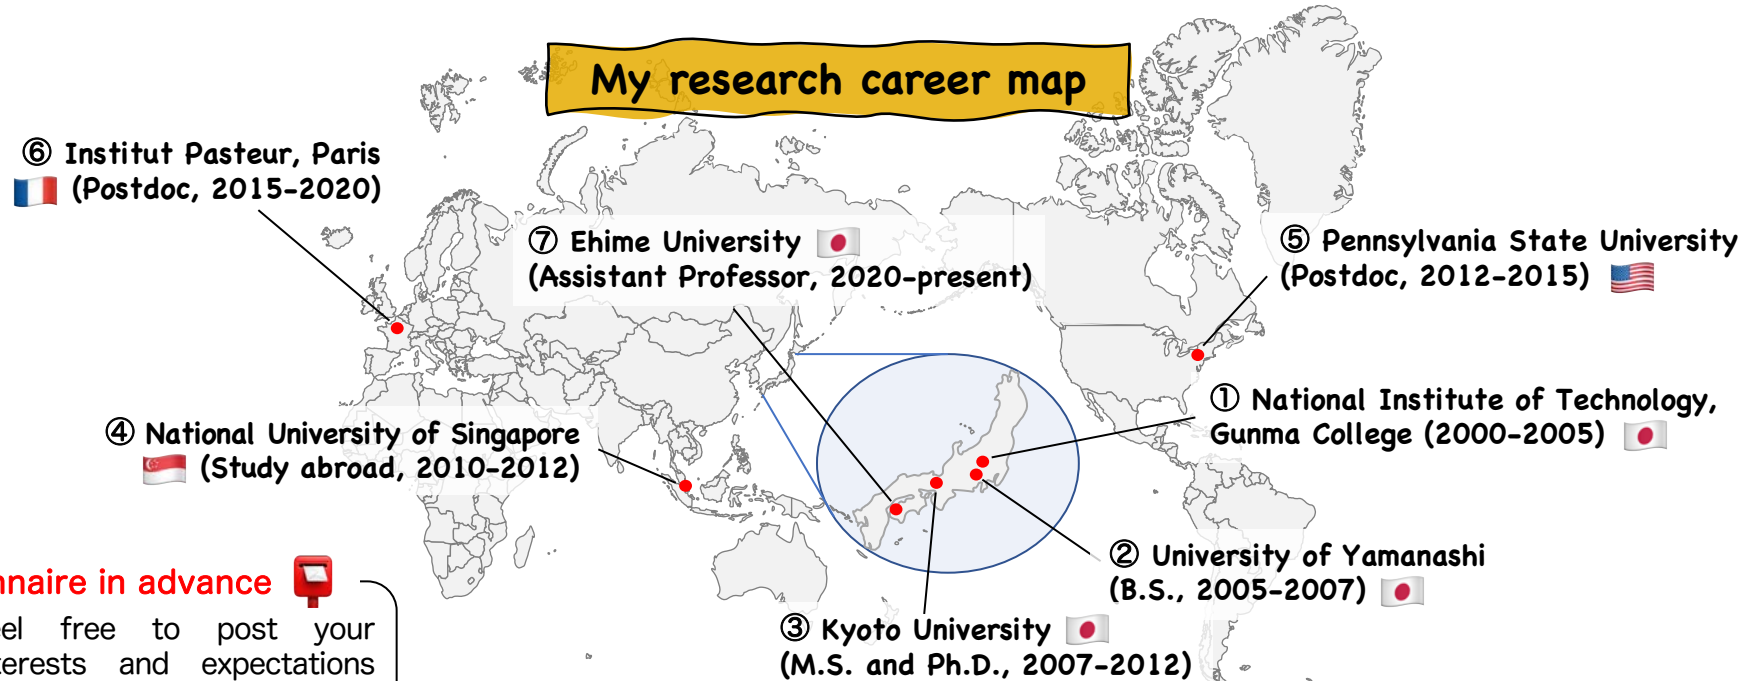 My research career map
⑥ Institut Pasteur, Paris
(Postdoc, 2015-2020)
⑦ Ehime University
(Assistant Professor, 2020-present)
⑤ Pennsylvania State University
(Postdoc, 2012-2015)
① National Institute of Technology,
Gunma College (2000-2005)
④ National University of Singapore
(Study abroad, 2010-2012)
② University of Yamanashi
(B.S., 2005-2007)
③ Kyoto University
(M.S. and Ph.D., 2007-2012)
in advance
free to post your
and expectations